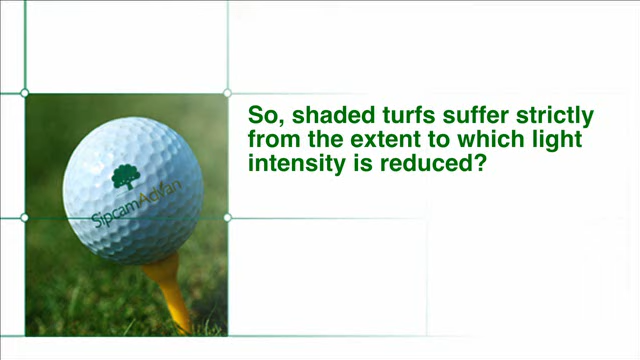 So, shaded turfs suffer strictly
from the extent to which light
intensity is reduced?
SipcamAdvan